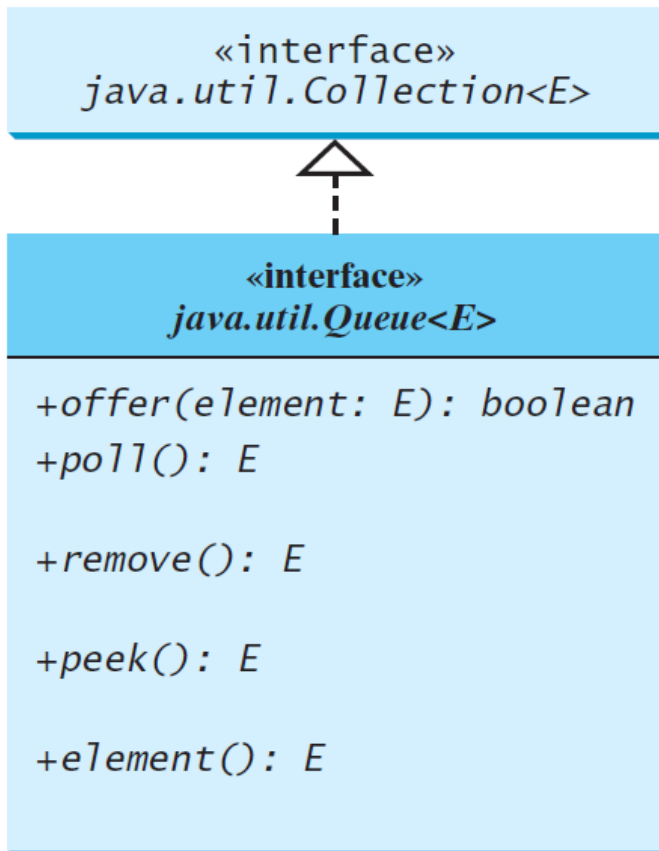 «interface»
java.util.Collection<E>
«interface»
java.util.Queue<E>
+offer(element: E): boolean
+poll(): E
+remove(): E
+peek(): E
+element(): E